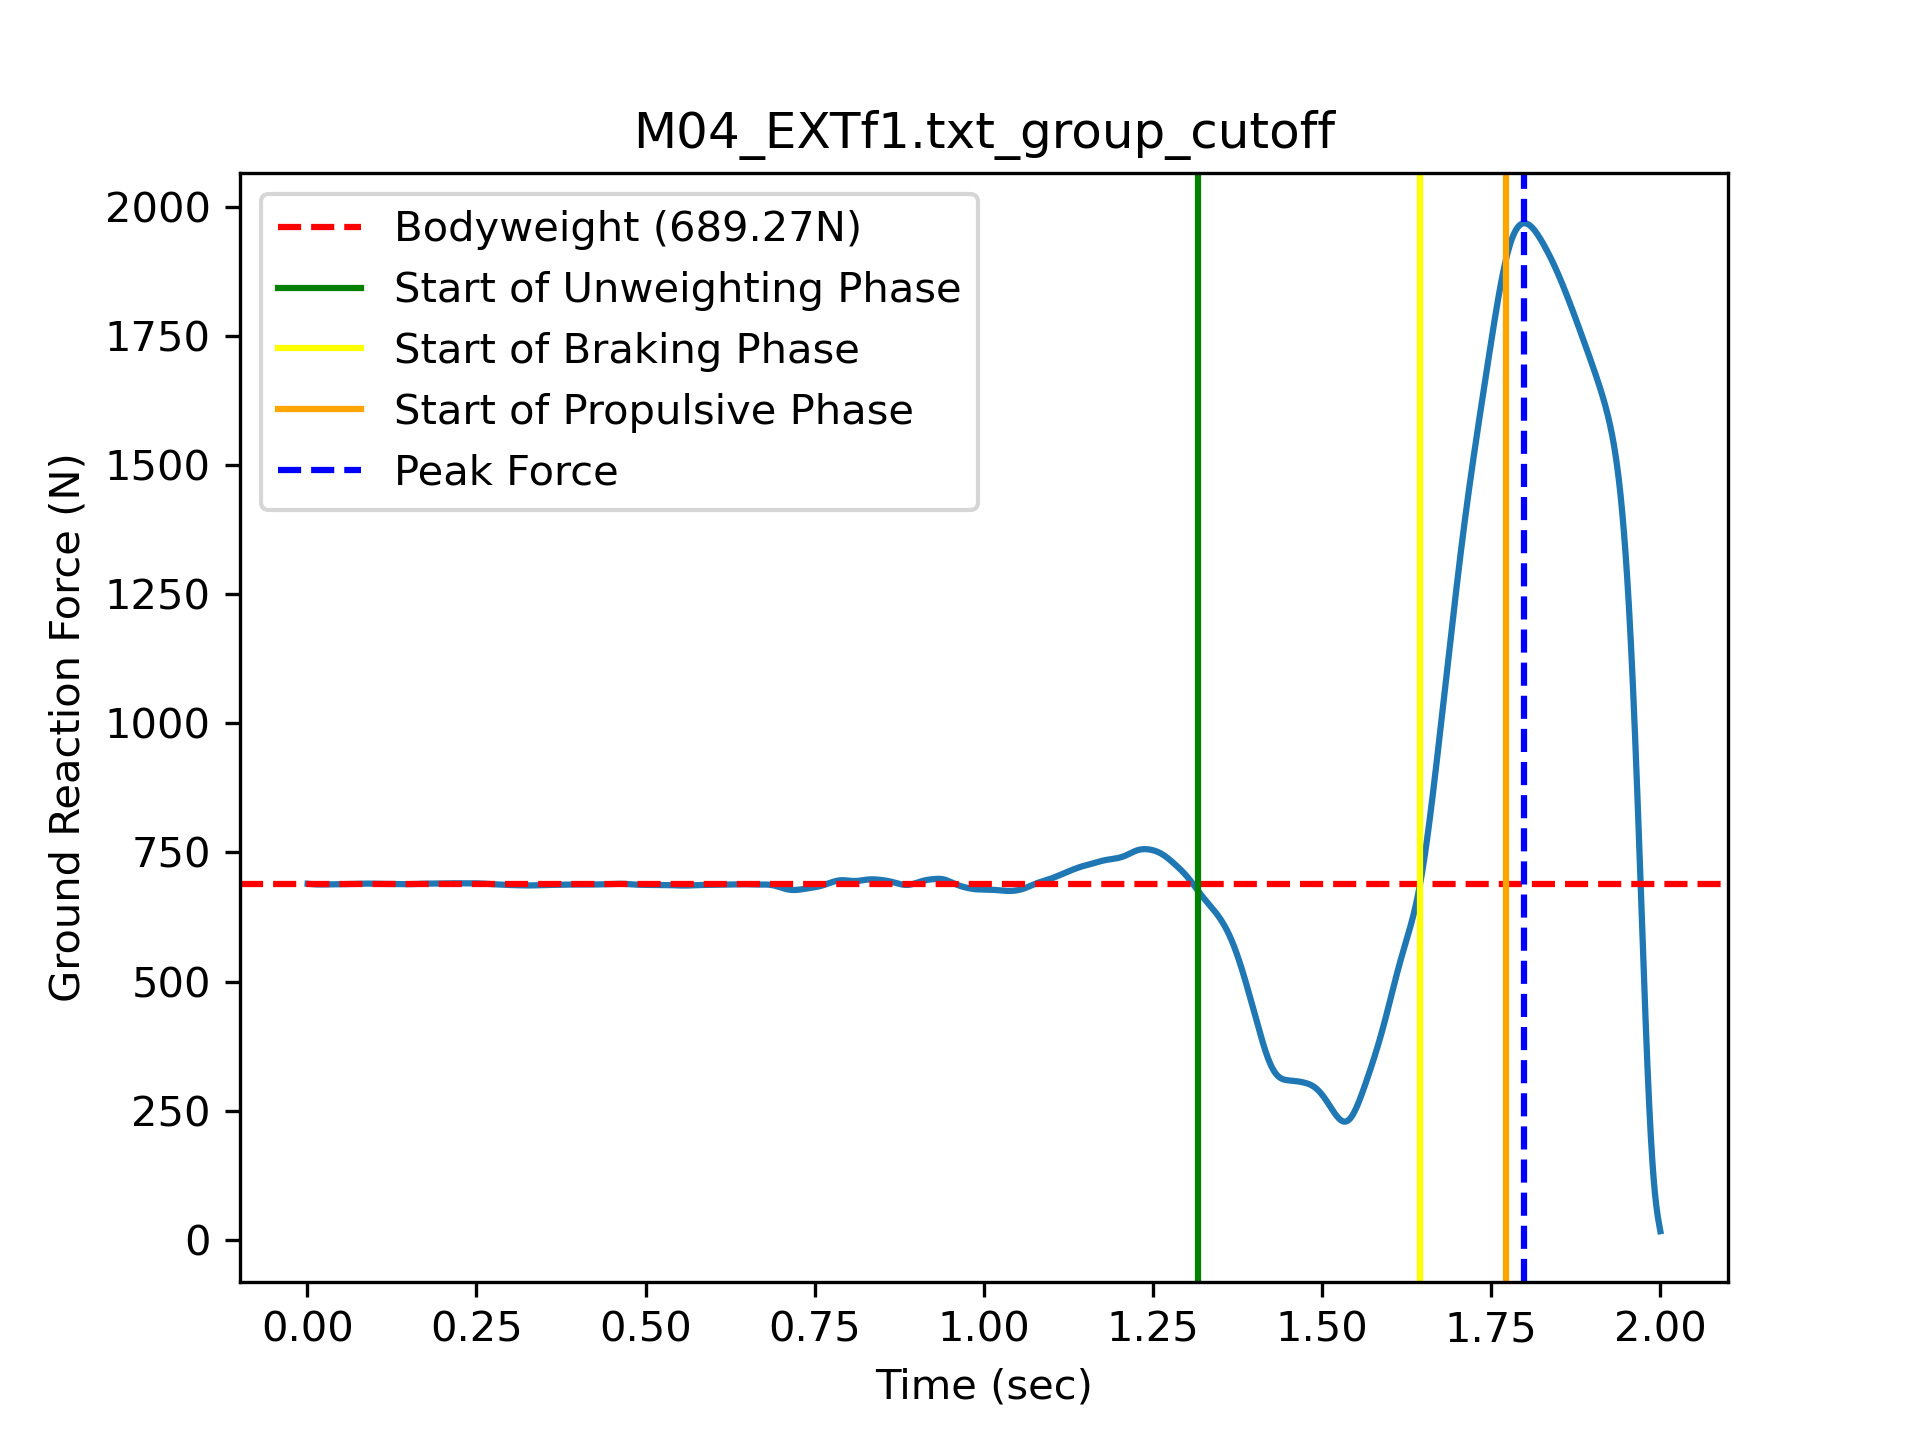 M04_EXTf1.txt_group_cutoff
Bodyweight (689.27N)
Start of Unweighting Phase
Start of Braking Phase
Start of Propulsive Phase
Peak Force
Ground Reaction Force (N)
2000
1750
1500
1250
1000
750
500
250
0
0.00 0.25 0.50 0.75 1.00 1.25 1.50 1.75 2.00
Time (sec)